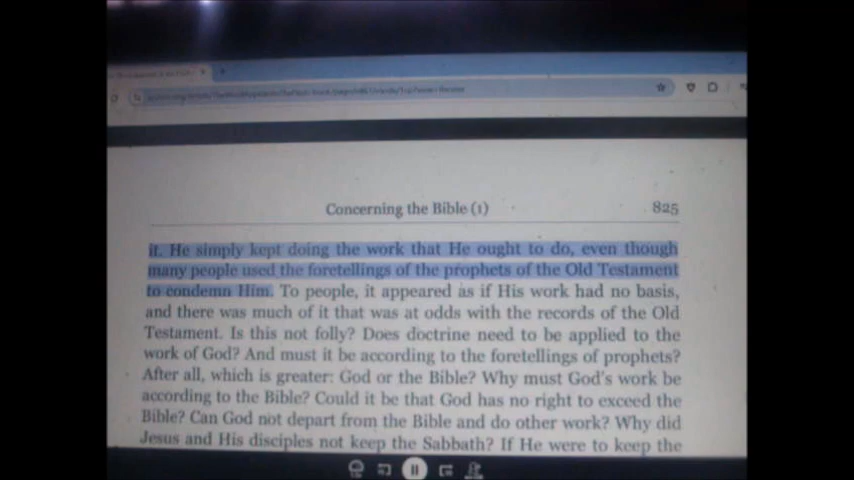 Concerning the Bible (1) 825
it. He simply kept doing the work that He ought to do, even though
many people used the foretellings of the prophets of the Old Testament
to condemn Him. To people, it appeared as if His work had no basis,
and there was much of it that was at odds with the records of the Old
Testament. Is this not folly? Does doctrine need to be applied to the
work of God? And must it be according to the foretellings of prophets?
After all, which is greater: God or the Bible? Why must God's work be
according to the Bible? Could it be that God has no right to exceed the
Bible? Can God not depart from the Bible and do other work? Why did
Jesus and His disciples not keep the Sabbath? If He were to keep the